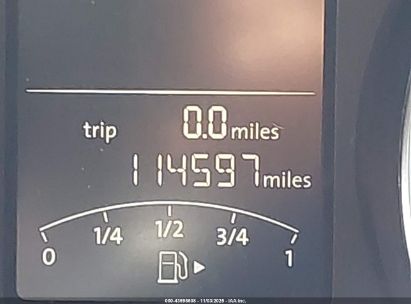 trip 0.0 miles
114597 miles
0 1/4 1/2 3/4 1